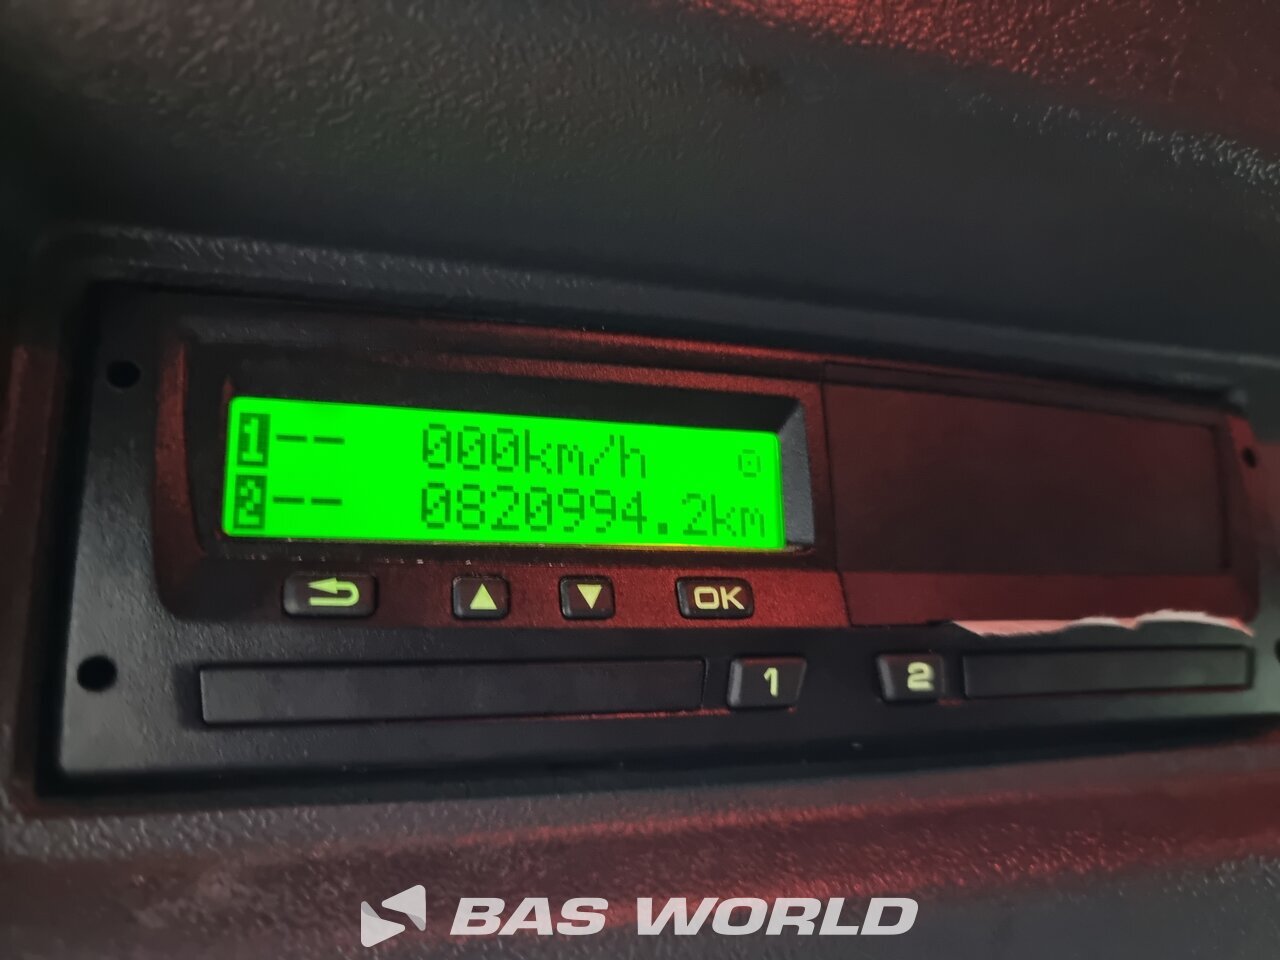 1-- 000km/h
2-- 0820994.2km
OK
1
2
BAS WORLD